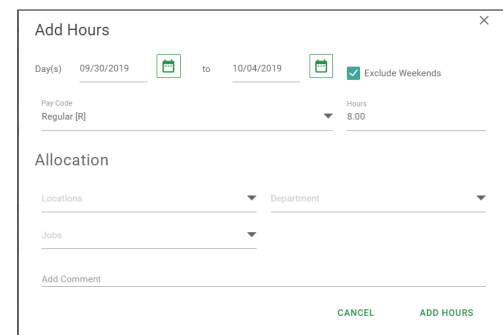 Add Hours
Day(s) 09/30/2019 to 10/04/2019 Exclude Weekends
Pay Code Hours
Regular [R] 8.00
Allocation
Locations Department
Jobs
Add Comment
CANCEL ADD HOURS